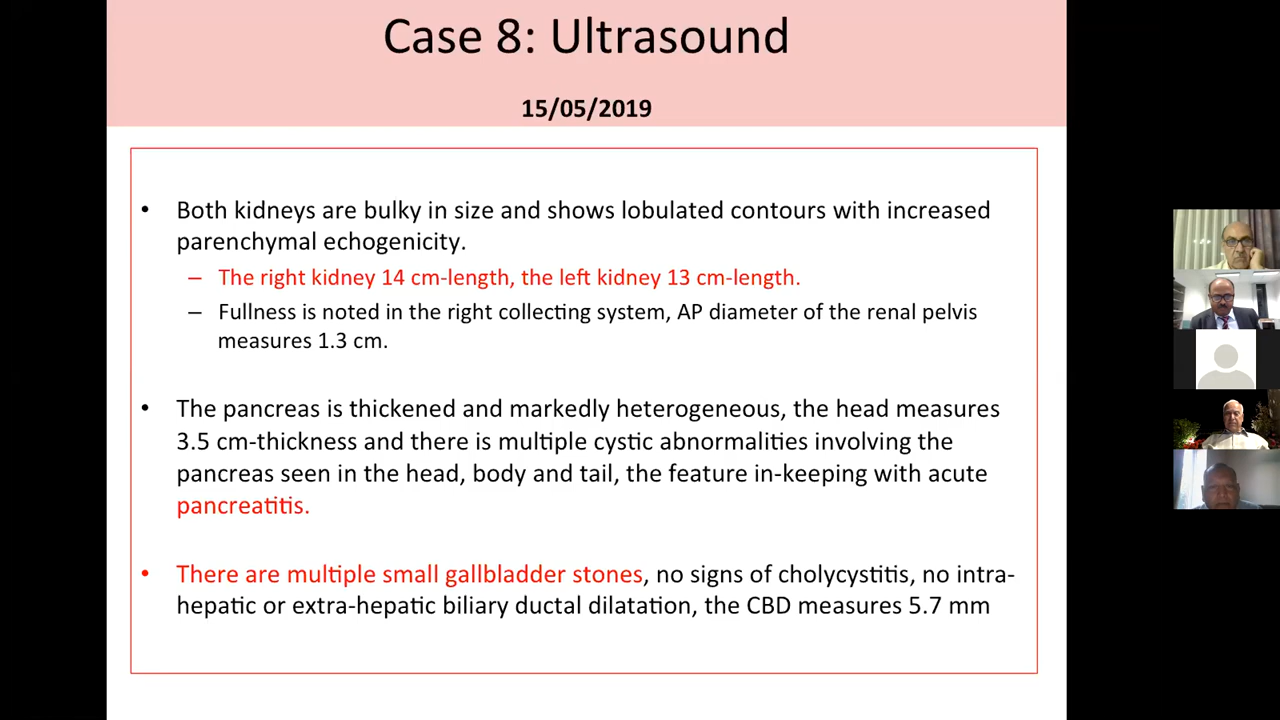 Case 8: Ultrasound
15/05/2019
• Both kidneys are bulky in size and shows lobulated contours with increased
parenchymal echogenicity.
– The right kidney 14 cm-length, the left kidney 13 cm-length.
– Fullness is noted in the right collecting system, AP diameter of the renal pelvis
measures 1.3 cm.
• The pancreas is thickened and markedly heterogeneous, the head measures
3.5 cm-thickness and there is multiple cystic abnormalities involving the
pancreas seen in the head, body and tail, the feature in-keeping with acute
pancreatitis.
• There are multiple small gallbladder stones, no signs of cholycystitis, no intra-
hepatic or extra-hepatic biliary ductal dilatation, the CBD measures 5.7 mm